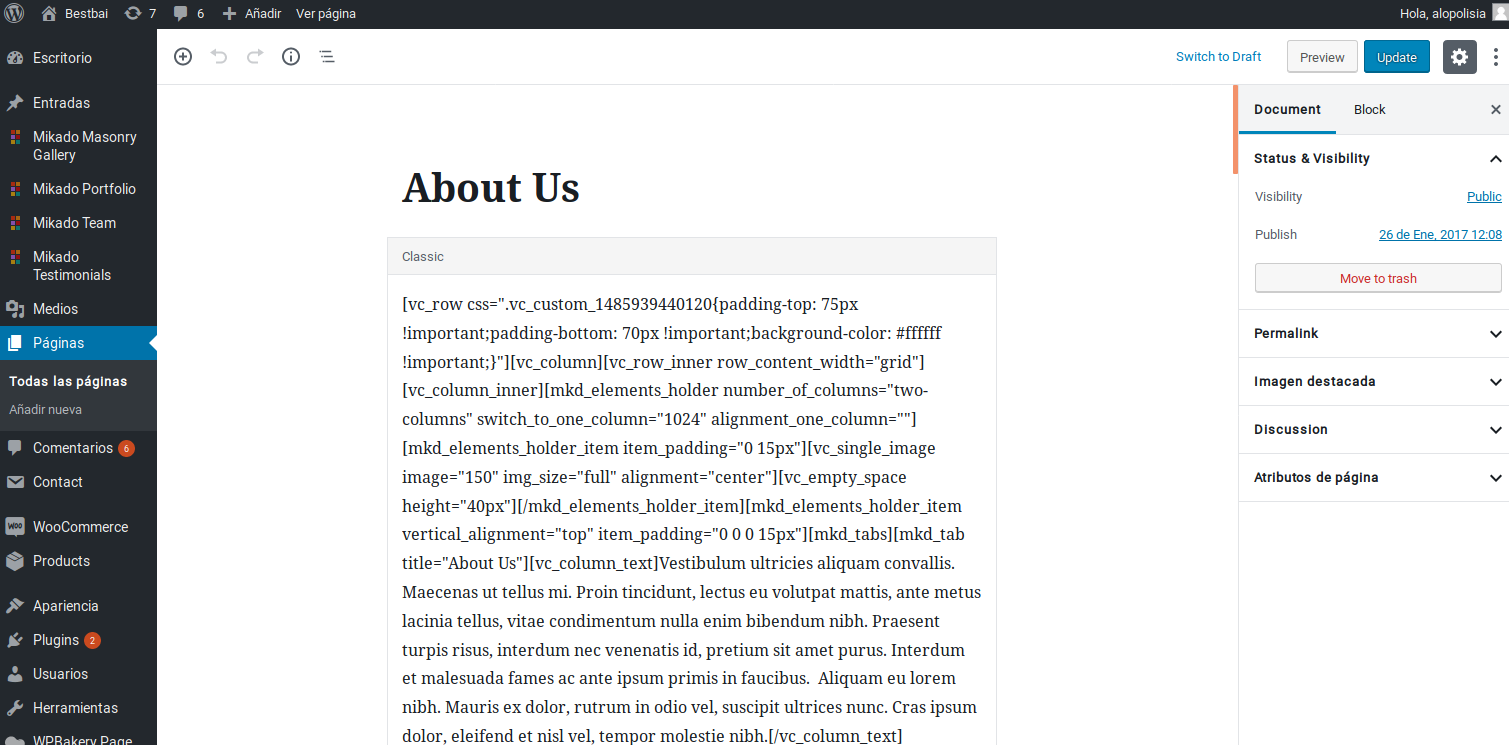 Bestbai
7
6
Añadir
Ver página
Hola, alopolisia
Escritorio
Entradas
Mikado Masonry
Gallery
Mikado Portfolio
Mikado Team
Mikado
Testimonials
Medios
Páginas
Todas las páginas
Añadir nueva
Comentarios 6
Contact
WOO
WooCommerce
Products
Apariencia
Plugins 2
Usuarios
Herramientas
WPBakery Page
Switch to Draft
Preview
Update
About Us
Classic
[vc_row css=".vc_custom_1485939440120{padding-top: 75px
!important;padding-bottom: 70px !important;background-color: #ffffff
!important;}"][vc_column][vc_row_inner row_content_width="grid"]
[vc_column_inner][mkd_elements_holder number_of_columns="two-
columns" switch_to_one_column="1024" alignment_one_column=""]
[mkd_elements_holder_item item_padding="0 15px"][vc_single_image
image="150" img_size="full" alignment="center"][vc_empty_space
height="40px"][/mkd_elements_holder_item][mkd_elements_holder_item
vertical_alignment="top" item_padding="0 0 0 15px"][mkd_tabs][mkd_tab
title="About Us"][vc_column_text]Vestibulum ultricies aliquam convallis.
Maecenas ut tellus mi. Proin tincidunt, lectus eu volutpat mattis, ante metus
lacinia tellus, vitae condimentum nulla enim bibendum nibh. Praesent
turpis risus, interdum nec venenatis id, pretium sit amet purus. Interdum
et malesuada fames ac ante ipsum primis in faucibus.  Aliquam eu lorem
nibh. Mauris ex dolor, rutrum in odio vel, suscipit ultrices nunc. Cras ipsum
dolor, eleifend et nisl vel, tempor molestie nibh.[/vc_column_text]
Document
Block
Status & Visibility
Visibility
Public
Publish
26 de Ene, 2017 12:08
Move to trash
Permalink
Imagen destacada
Discussion
Atributos de página